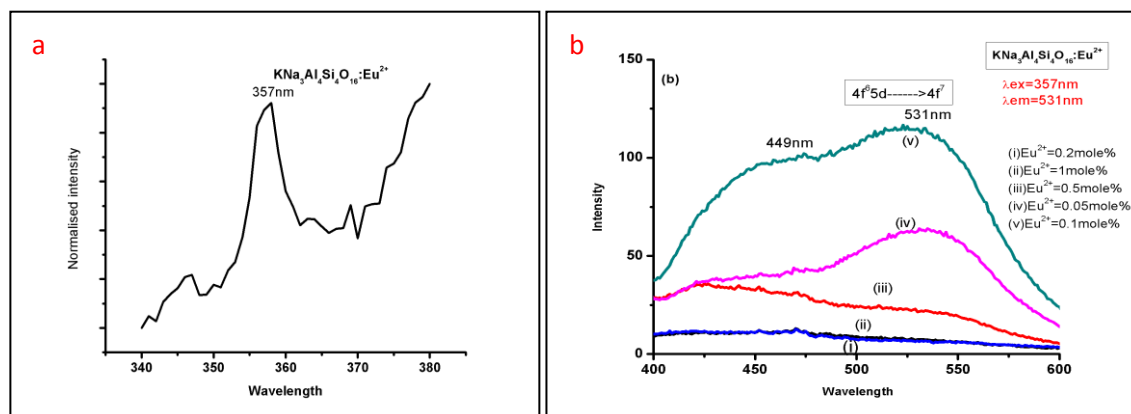 a
KNa₃Al₄Si₄O₁₆:Eu²⁺
357nm
Normalised intensity
340 350 360 370 380
Wavelength
b
(b)
150
100
50
0
Intensity
4f⁶5d------>4f⁷
531nm
449nm
(v)
(iv)
(iii)
(ii)
(i)
KNa₃Al₄Si₄O₁₆:Eu²⁺
λex=357nm
λem=531nm
(i)Eu²⁺=0.2mole%
(ii)Eu²⁺=1mole%
(iii)Eu²⁺=0.5mole%
(iv)Eu²⁺=0.05mole%
(v)Eu²⁺=0.1mole%
400 450 500 550 600
Wavelength